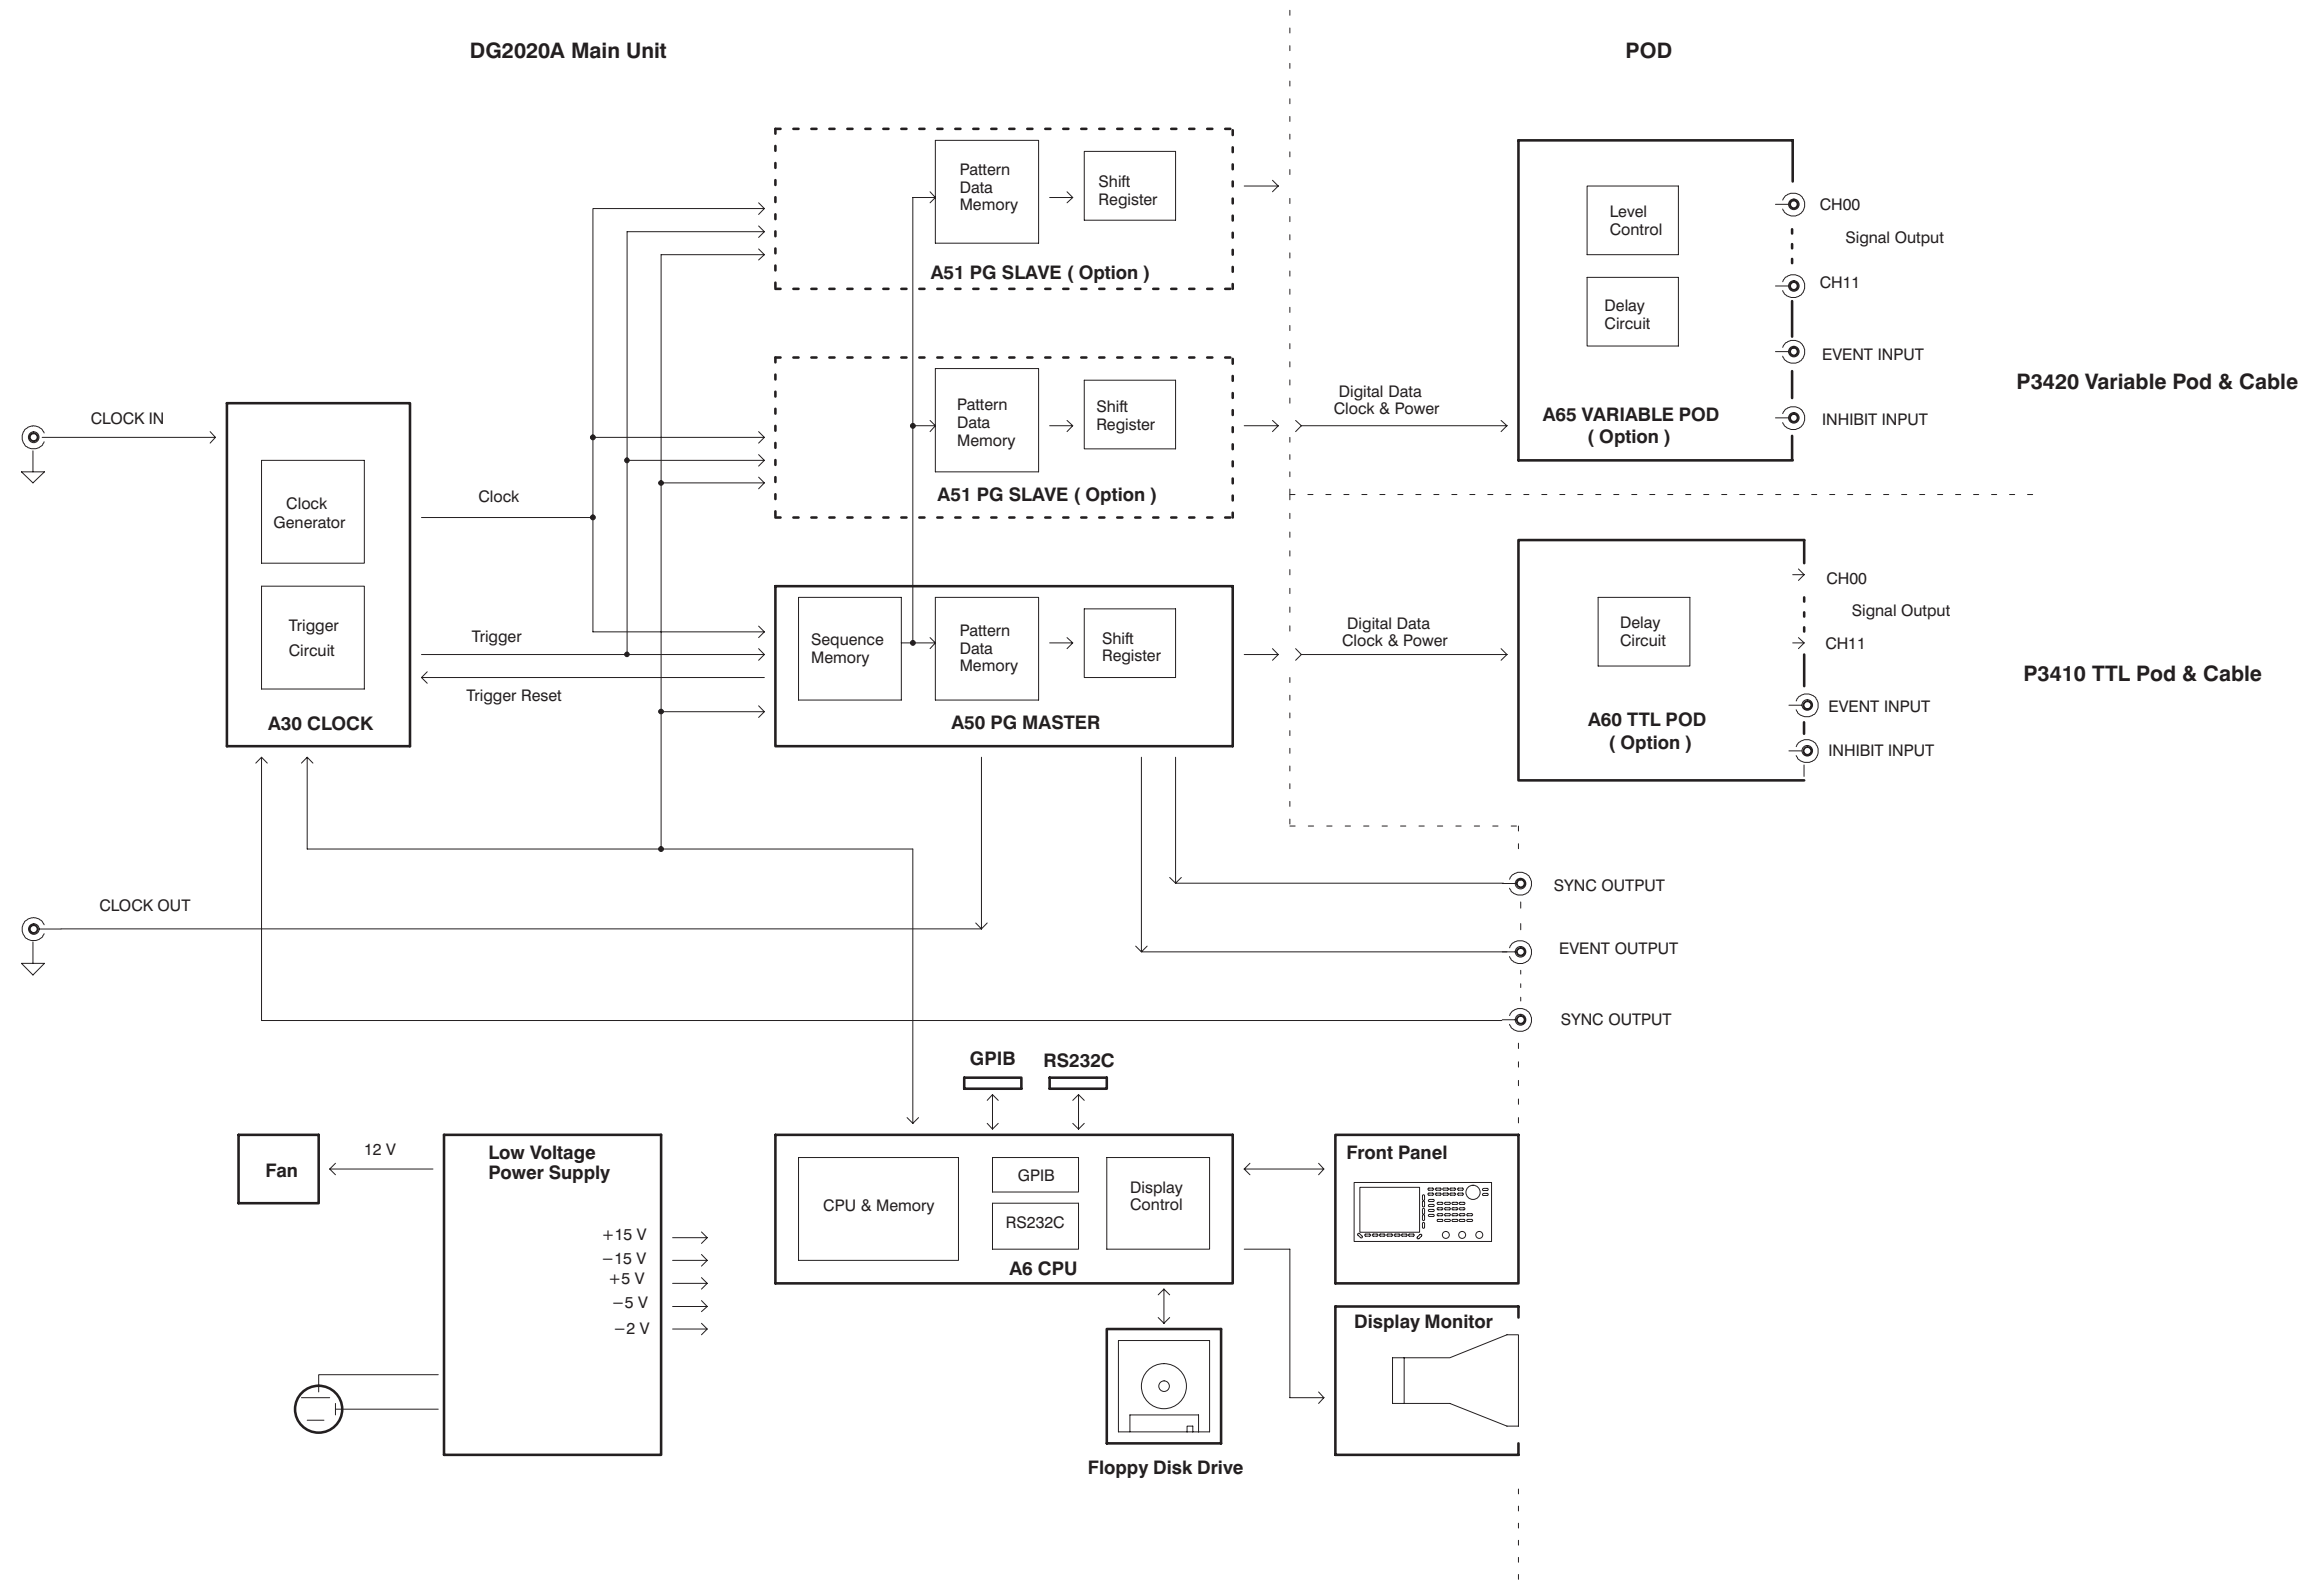 DG2020A Main Unit
POD
Pattern
Data
Memory
Shift
Register
A51 PG SLAVE ( Option )
Level
Control
Delay
Circuit
A65 VARIABLE POD
( Option )
CH00
Signal Output
CH11
EVENT INPUT
INHIBIT INPUT
P3420 Variable Pod & Cable
Pattern
Data
Memory
Shift
Register
A51 PG SLAVE ( Option )
Digital Data
Clock & Power
CLOCK IN
Clock
Generator
Trigger
Circuit
A30 CLOCK
Clock
Trigger
Trigger Reset
Sequence
Memory
Pattern
Data
Memory
Shift
Register
A50 PG MASTER
Digital Data
Clock & Power
Delay
Circuit
A60 TTL POD
( Option )
CH00
Signal Output
CH11
EVENT INPUT
INHIBIT INPUT
P3410 TTL Pod & Cable
CLOCK OUT
SYNC OUTPUT
EVENT OUTPUT
SYNC OUTPUT
GPIB
RS232C
Fan
12 V
Low Voltage
Power Supply
+15 V
−15 V
+5 V
−5 V
−2 V
CPU & Memory
GPIB
RS232C
Display
Control
A6 CPU
Front Panel
Display Monitor
Floppy Disk Drive